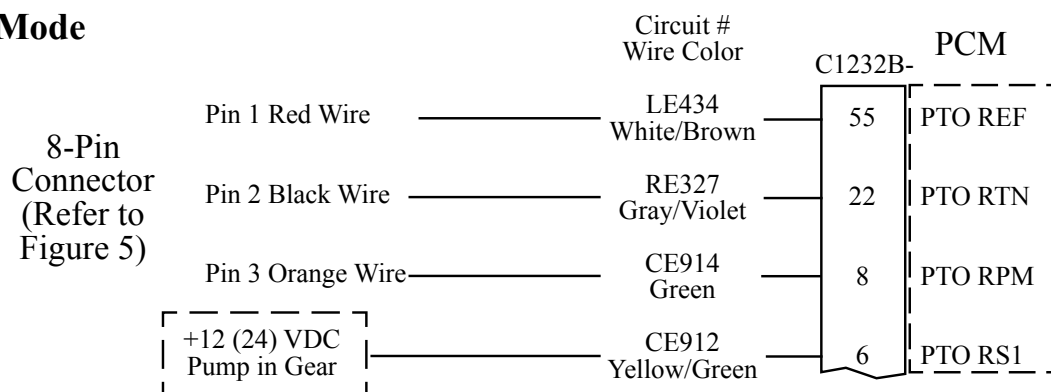 Mode
Circuit #
Wire Color
C1232B-
PCM
8-Pin
Connector
(Refer to
Figure 5)
Pin 1 Red Wire
LE434
White/Brown
55
PTO REF
Pin 2 Black Wire
RE327
Gray/Violet
22
PTO RTN
Pin 3 Orange Wire
CE914
Green
8
PTO RPM
+12 (24) VDC
Pump in Gear
CE912
Yellow/Green
6
PTO RS1